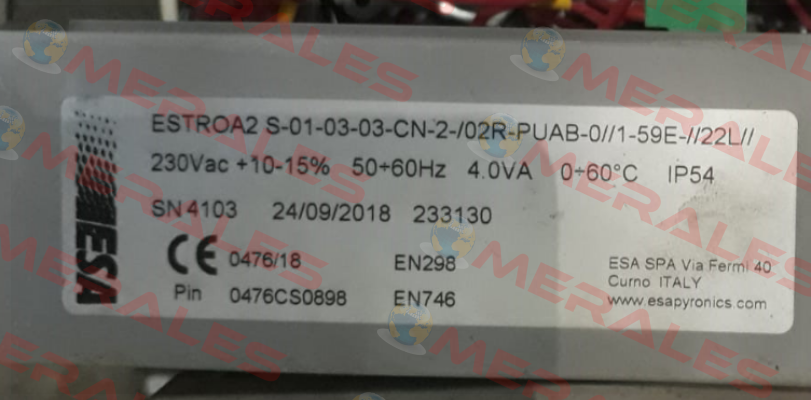 ESTROA2 S-01-03-03-CN-2-/02R-PUAB-0//1-59E-//22L//
230Vac +10-15% 50÷60Hz 4.0VA 0÷60°C IP54
SN 4103 24/09/2018 233130
CE 0476/18 EN298
Pin 0476CS0898 EN746
ESA SPA Via Fermi 40
Curno ITALY
www.esapyronics.com
ESA
MERALES
MERALES
MERALES
MERALES
MERALES
MERALES